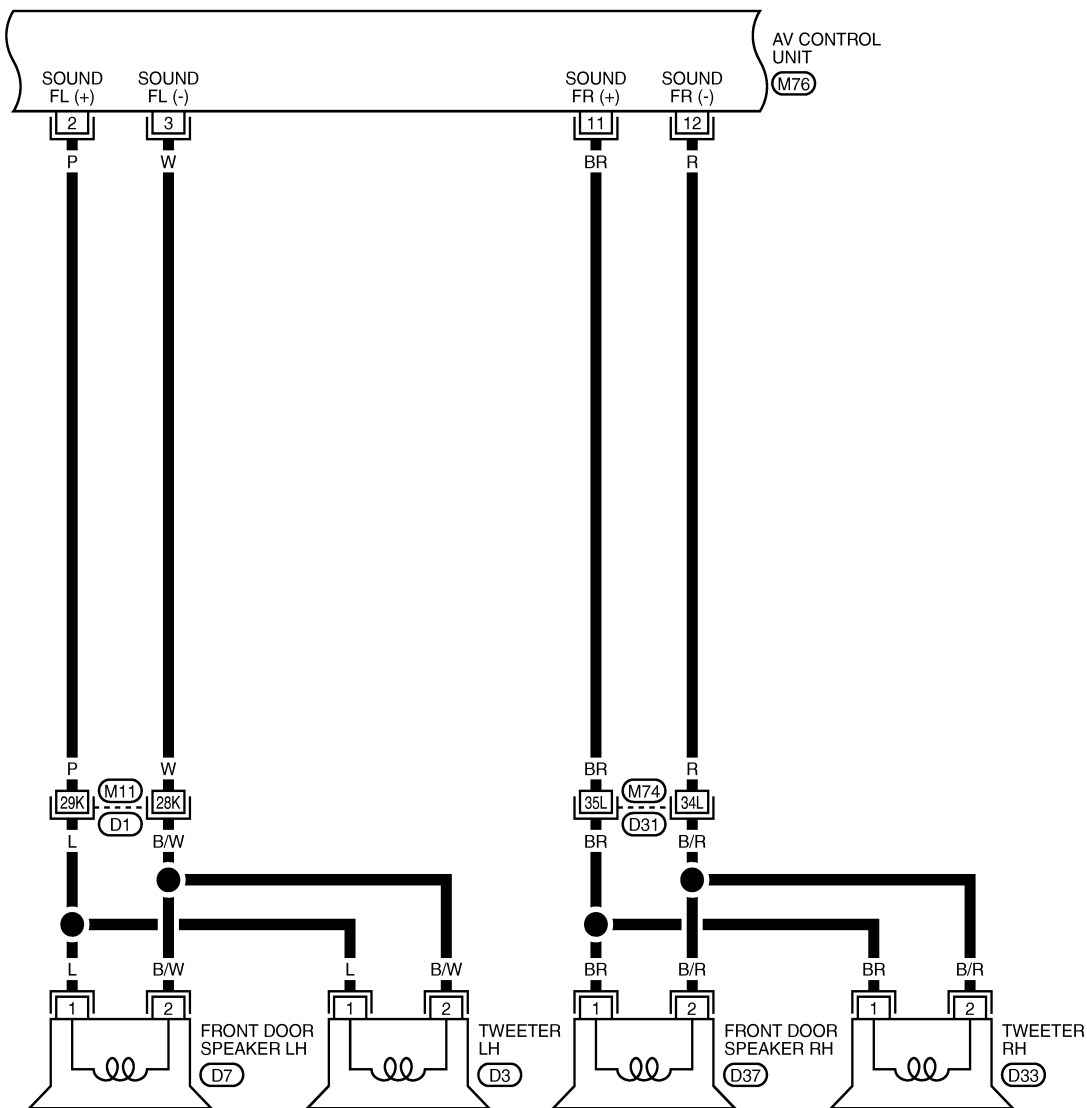 AV CONTROL
UNIT
M76
SOUND
FL (+)
SOUND
FL (-)
SOUND
FR (+)
SOUND
FR (-)
2
3
11
12
P
W
BR
R
P
W
BR
R
29K
M11
28K
35L
M74
34L
D1
D31
L
B/W
BR
B/R
L
B/W
L
B/W
BR
B/R
BR
B/R
1
2
1
2
1
2
1
2
FRONT DOOR
SPEAKER LH
D7
TWEETER
LH
D3
FRONT DOOR
SPEAKER RH
D37
TWEETER
RH
D33